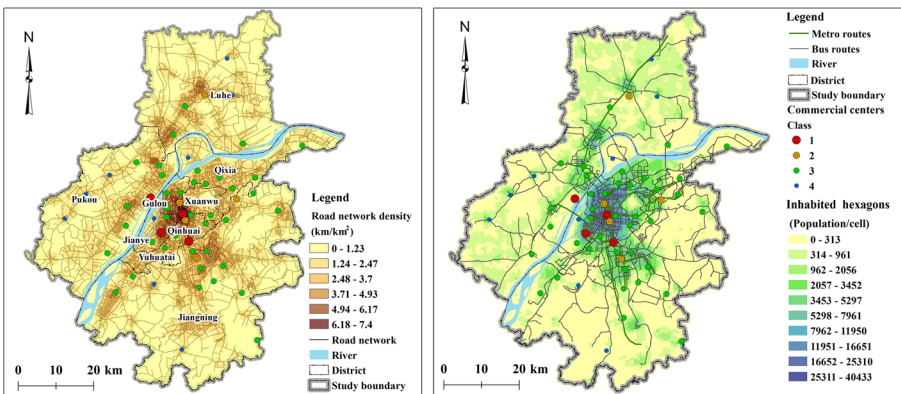 N
Luhe
Qixia
Pukou
Gulou
Xuanwu
Qinhuai
Jianye
Yuhuatai
Jiangning
Legend
Road network density
(km/km²)
0 - 1.23
1.24 - 2.47
2.48 - 3.7
3.71 - 4.93
4.94 - 6.17
6.18 - 7.4
Road network
River
District
Study boundary
0 10 20 km
N
Legend
Metro routes
Bus routes
River
District
Study boundary
Commercial centers
Class
1
2
3
4
Inhabited hexagons
(Population/cell)
0 - 313
314 - 961
962 - 2056
2057 - 3452
3453 - 5297
5298 - 7961
7962 - 11950
11951 - 16651
16652 - 25310
25311 - 40433
0 10 20 km